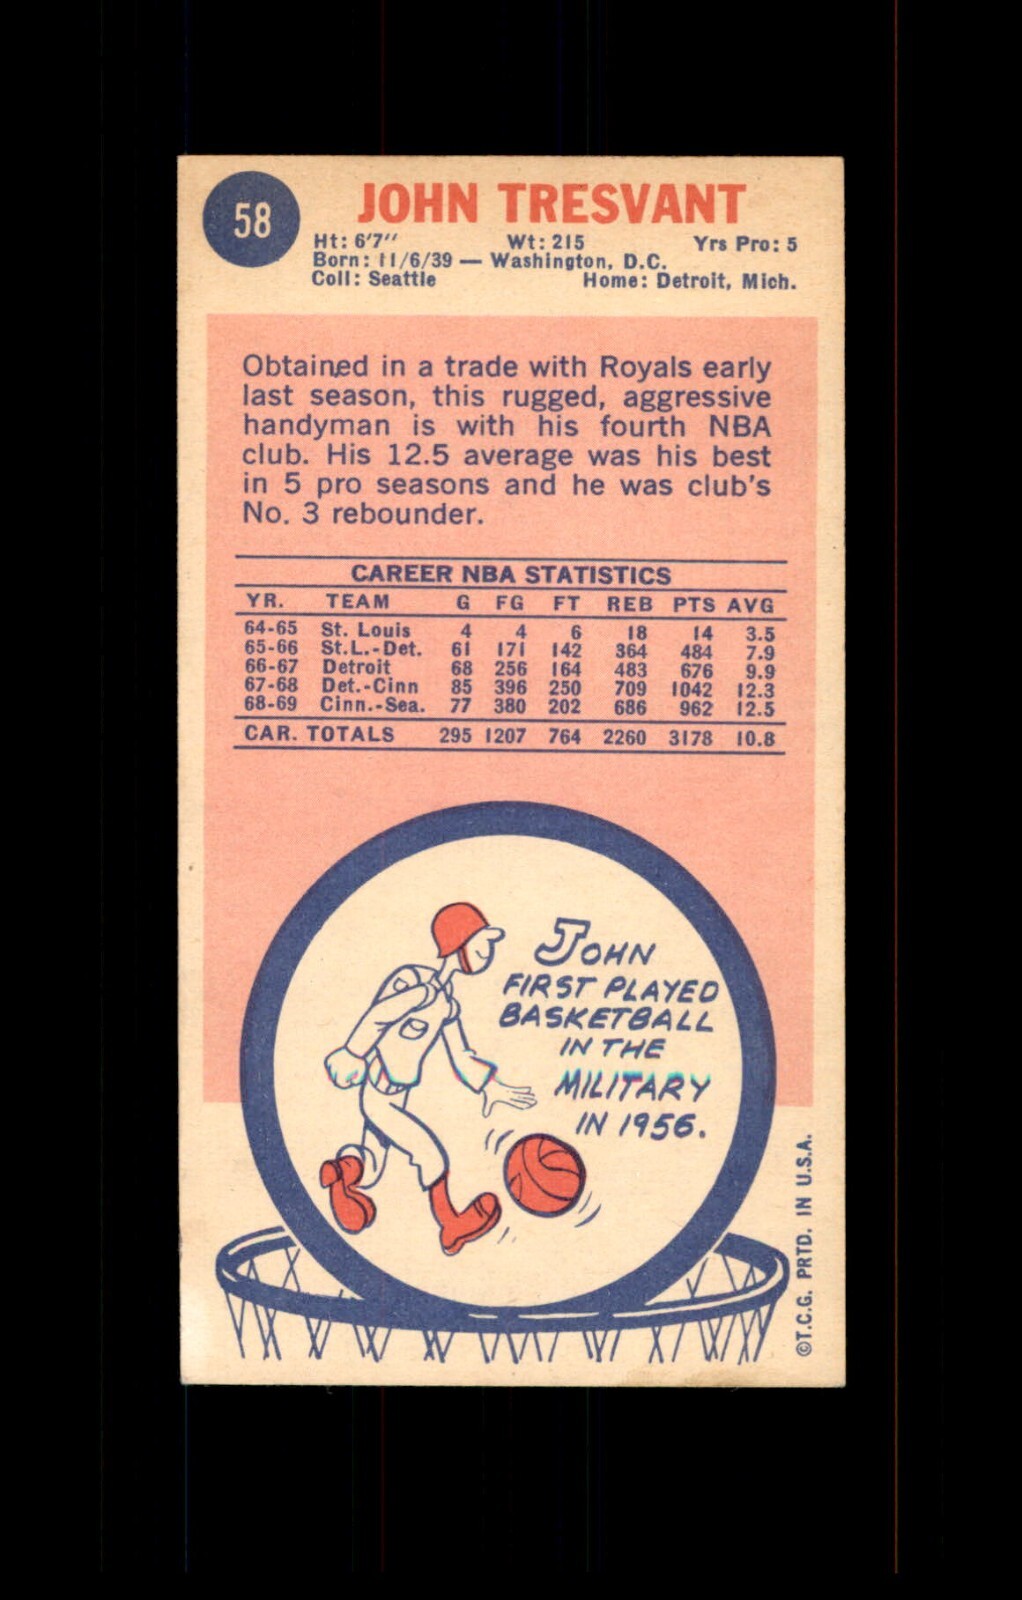 58
JOHN TRESVANT
Ht: 6'7" Wt: 215 Yrs Pro: 5
Born: 11/6/39 — Washington, D.C.
Coll: Seattle Home: Detroit, Mich.
Obtained in a trade with Royals early
last season, this rugged, aggressive
handyman is with his fourth NBA
club. His 12.5 average was his best
in 5 pro seasons and he was club's
No. 3 rebounder.
CAREER NBA STATISTICS
YR. TEAM G FG FT REB PTS AVG
64-65 St. Louis 4 4 6 18 14 3.5
65-66 St.L.-Det. 61 171 142 364 484 7.9
66-67 Detroit 68 256 164 483 676 9.9
67-68 Det.-Cinn 85 396 250 709 1042 12.3
68-69 Cinn.-Sea. 77 380 202 686 962 12.5
CAR. TOTALS 295 1207 764 2260 3178 10.8
JOHN
FIRST PLAYED
BASKETBALL
IN THE
MILITARY
IN 1956.
©T.C.G. PRTD. IN U.S.A.